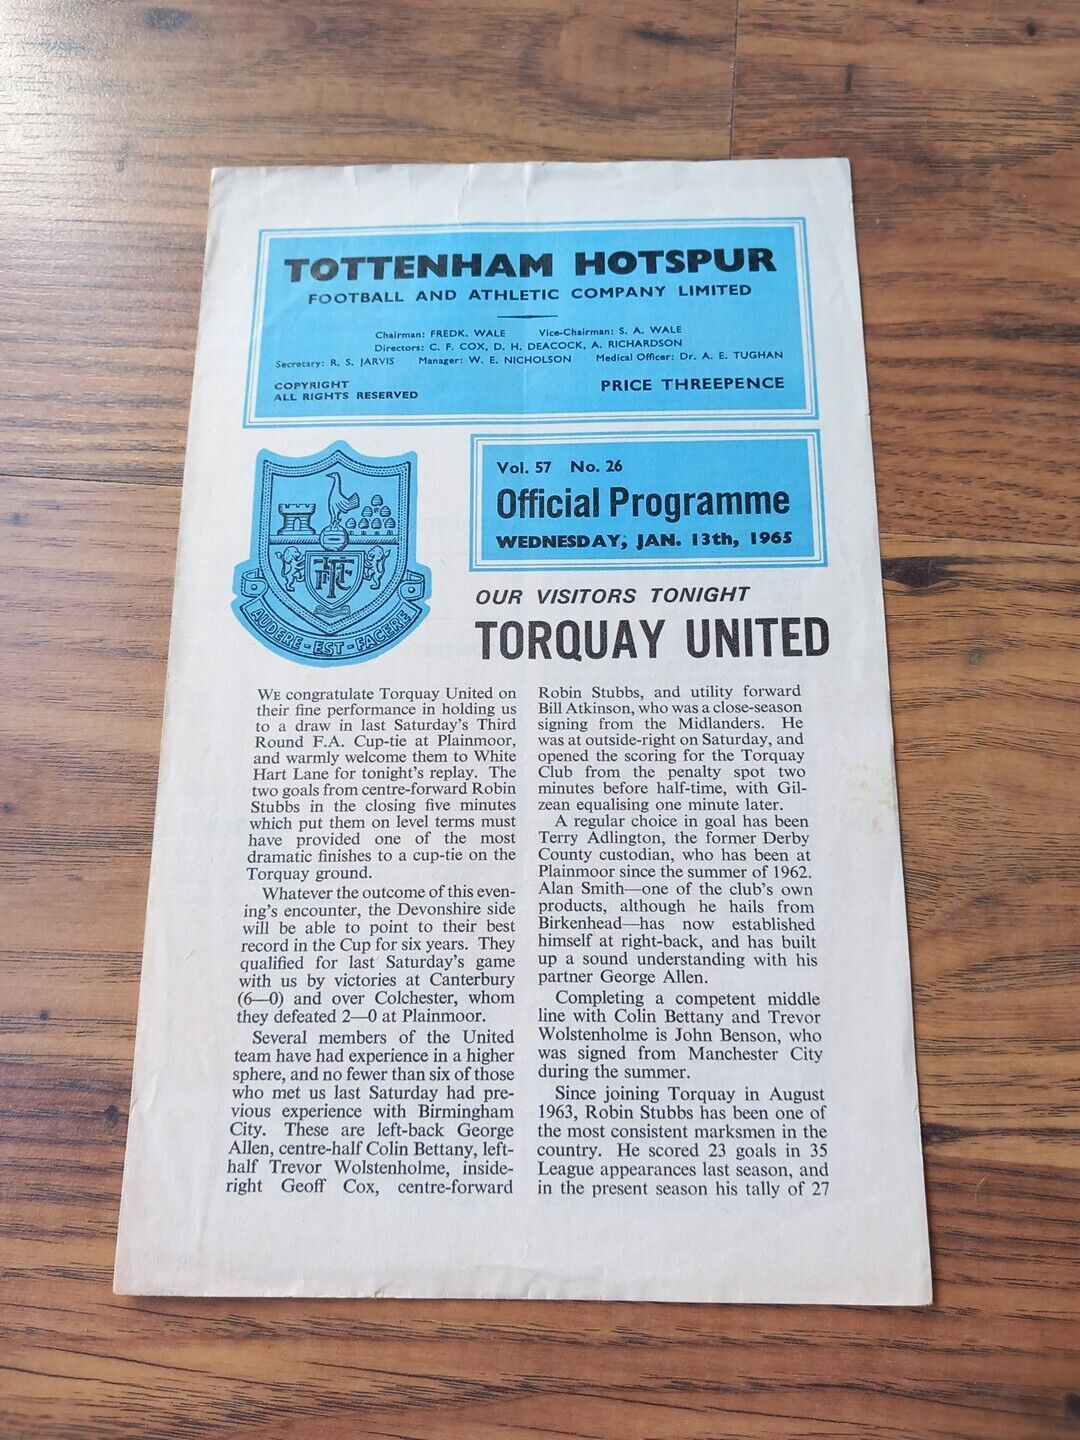 TOTTENHAM HOTSPUR
FOOTBALL AND ATHLETIC COMPANY LIMITED
Chairman: FREDK. WALE Vice-Chairman: S. A. WALE
Directors: C. F. COX, D. H. DEACOCK, A. RICHARDSON
Secretary: R. S. JARVIS Manager: W. E. NICHOLSON Medical Officer: Dr. A. E. TUGHAN
COPYRIGHT
ALL RIGHTS RESERVED
PRICE THREEPENCE
AUDERE - EST - FACERE
Vol. 57 No. 26
Official Programme
WEDNESDAY, JAN. 13th, 1965
OUR VISITORS TONIGHT
TORQUAY UNITED
WE congratulate Torquay United on
their fine performance in holding us
to a draw in last Saturday's Third
Round F.A. Cup-tie at Plainmoor,
and warmly welcome them to White
Hart Lane for tonight's replay. The
two goals from centre-forward Robin
Stubbs in the closing five minutes
which put them on level terms must
have provided one of the most
dramatic finishes to a cup-tie on the
Torquay ground.
Whatever the outcome of this even-
ing's encounter, the Devonshire side
will be able to point to their best
record in the Cup for six years. They
qualified for last Saturday's game
with us by victories at Canterbury
(6—0) and over Colchester, whom
they defeated 2—0 at Plainmoor.
Several members of the United
team have had experience in a higher
sphere, and no fewer than six of those
who met us last Saturday had pre-
vious experience with Birmingham
City. These are left-back George
Allen, centre-half Colin Bettany, left-
half Trevor Wolstenholme, inside-
right Geoff Cox, centre-forward
Robin Stubbs, and utility forward
Bill Atkinson, who was a close-season
signing from the Midlanders. He
was at outside-right on Saturday, and
opened the scoring for the Torquay
Club from the penalty spot two
minutes before half-time, with Gil-
zean equalising one minute later.
A regular choice in goal has been
Terry Adlington, the former Derby
County custodian, who has been at
Plainmoor since the summer of 1962.
Alan Smith—one of the club's own
products, although he hails from
Birkenhead—has now established
himself at right-back, and has built
up a sound understanding with his
partner George Allen.
Completing a competent middle
line with Colin Bettany and Trevor
Wolstenholme is John Benson, who
was signed from Manchester City
during the summer.
Since joining Torquay in August
1963, Robin Stubbs has been one of
the most consistent marksmen in the
country. He scored 23 goals in 35
League appearances last season, and
in the present season his tally of 27